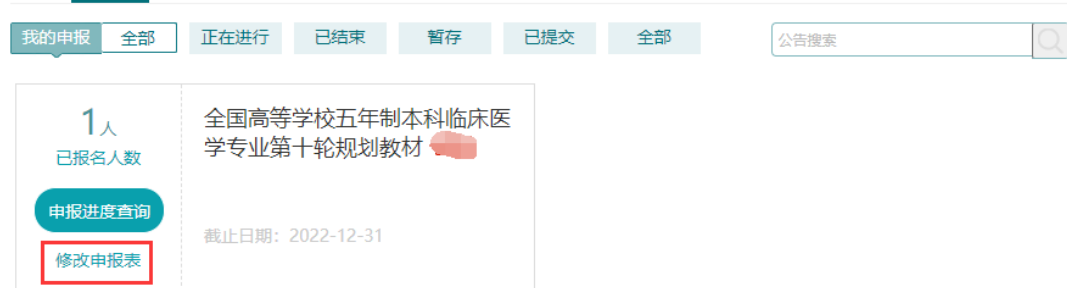 我的申报 全部 正在进行 已结束 暂存 已提交 全部 公告搜索
1人
已报名人数
申报进度查询
修改申报表
全国高等学校五年制本科临床医
学专业第十轮规划教材
截止日期：2022-12-31